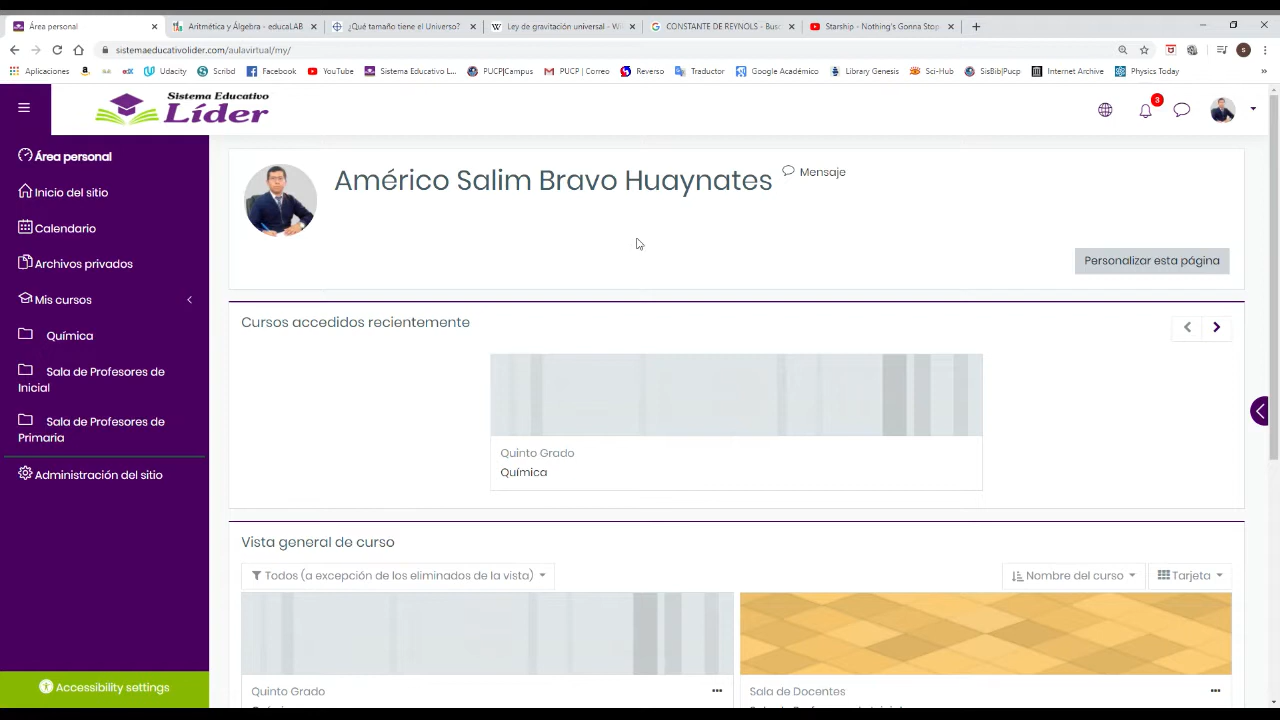 Área personal
Aritmética y Álgebra - educaLAB
¿Qué tamaño tiene el Universo?
Ley de gravitación universal - Wi
CONSTANTE DE REYNOLS - Busc
Starship - Nothing's Gonna Stop
sistemaeducativolider.com/aulavirtual/my/
S
Aplicaciones
edX
Udacity
Scribd
Facebook
YouTube
Sistema Educativo L...
PUCP|Campus
PUCP | Correo
Reverso
Traductor
Google Académico
Library Genesis
Sci-Hub
SisBib|Pucp
Internet Archive
Physics Today
Sistema Educativo
Líder
3
Área personal
Inicio del sitio
Calendario
Archivos privados
Mis cursos
Química
Sala de Profesores de
Inicial
Sala de Profesores de
Primaria
Administración del sitio
Accessibility settings
Américo Salim Bravo Huaynates
Mensaje
Personalizar esta página
Cursos accedidos recientemente
Quinto Grado
Química
Vista general de curso
Todos (a excepción de los eliminados de la vista)
Nombre del curso
Tarjeta
Quinto Grado
Sala de Docentes